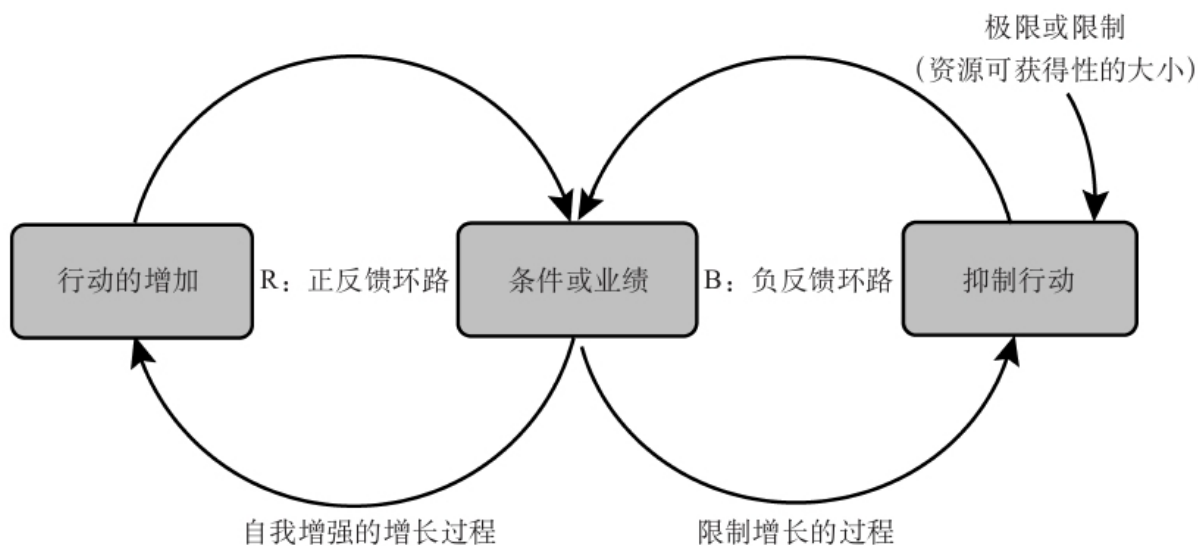 极限或限制
（资源可获得性的大小）
行动的增加
R：正反馈环路
条件或业绩
B：负反馈环路
抑制行动
自我增强的增长过程
限制增长的过程